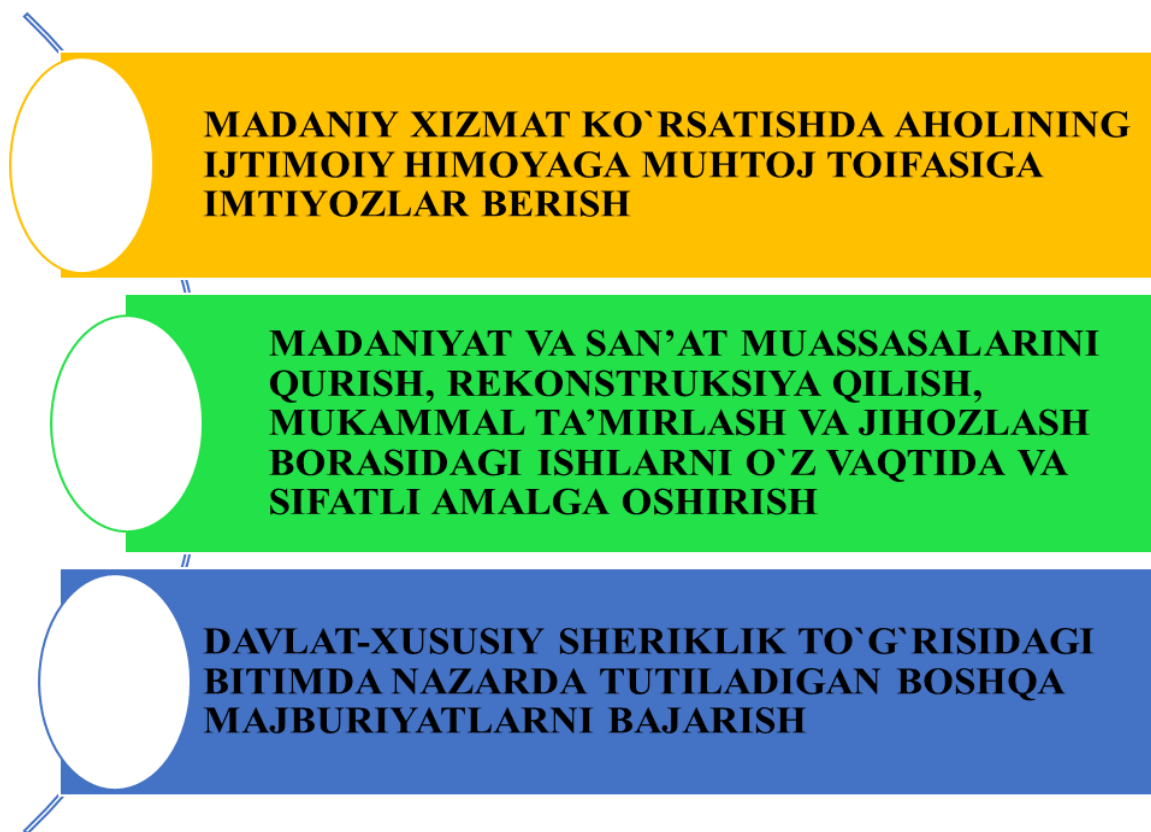 MADANIY XIZMAT KO`RSATISHDA AHOLINING
IJTIMOIY HIMOYAGA MUHTOJ TOIFASIGA
IMTIYOZLAR BERISH
MADANIYAT VA SAN’AT MUASSASALARINI
QURISH, REKONSTRUKSIYA QILISH,
MUKAMMAL TA’MIRLASH VA JIHOZLASH
BORASIDAGI ISHLARNI O`Z VAQTIDA VA
SIFATLI AMALGA OSHIRISH
DAVLAT-XUSUSIY SHERIKLIK TO`G`RISIDAGI
BITIMDA NAZARDA TUTILADIGAN BOSHQA
MAJBURIYATLARNI BAJARISH